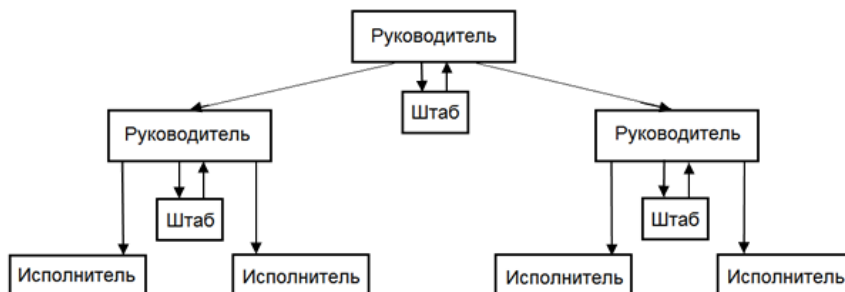 Руководитель
Штаб
Руководитель
Руководитель
Штаб
Штаб
Исполнитель
Исполнитель
Исполнитель
Исполнитель